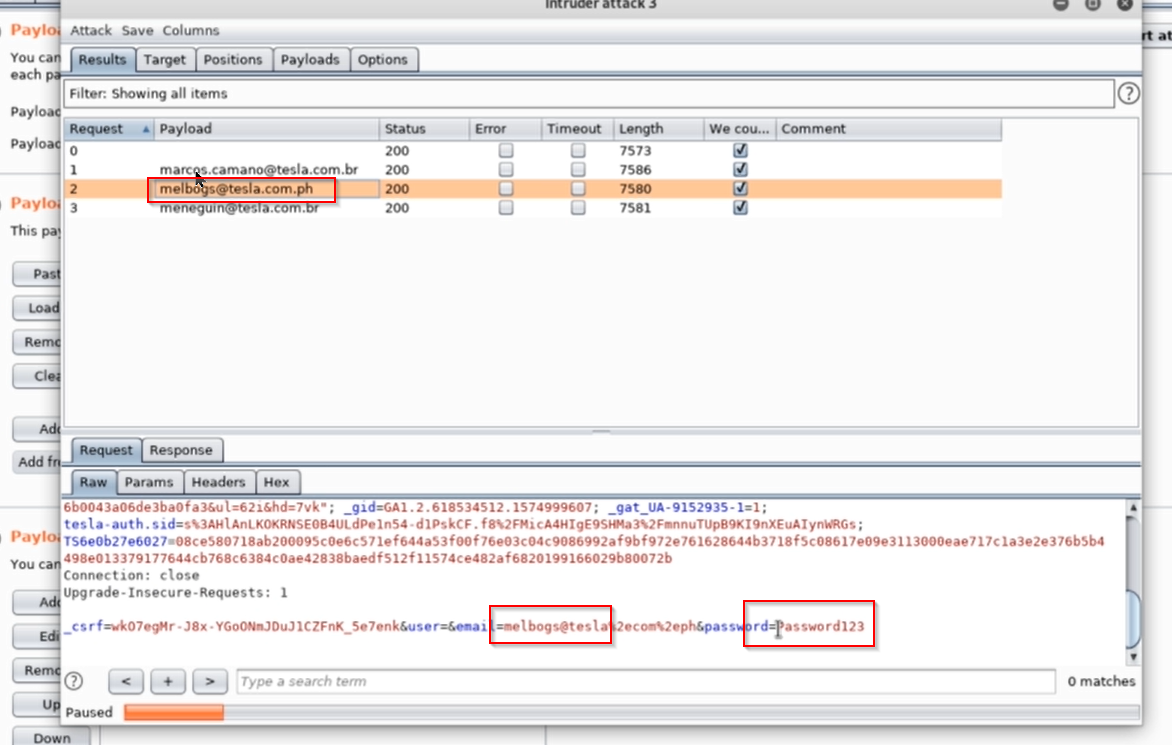 Intruder attack 3
rt at
Attack Save Columns
Results Target Positions Payloads Options
Filter: Showing all items ?
Request Payload Status Error Timeout Length We cou... Comment
0 200 7573
1 marcos.camano@tesla.com.br 200 7586
2 melbogs@tesla.com.ph 200 7580
3 meneguin@tesla.com.br 200 7581
Paylo
You can
each pa
Payloa
Payloa
Paylo
This pay
Past
Load
Remo
Clea
Add
Add fr
Paylo
You can
Add
Edi
Remo
Up
Down
Request Response
Raw Params Headers Hex
6b0043a06de3ba0fa3&ul=62i&hd=7vk"; _gid=GA1.2.618534512.1574999607; _gat_UA-9152935-1=1;
tesla-auth.sid=s%3AHlAnLKOKRNSE0B4ULdPe1n54-d1PskCF.f8%2FMicA4HIgE9SHMa3%2FmnnuTUpB9KI9nXEuAIynWRGs;
TS6e0b27e6027=08ce580718ab200095c0e6c571ef644a53f00f76e03c04c9086992af9bf972e761628644b3718f5c08617e09e3113000eae717c1a3e2e376b5b4
498e013379177644cb768c6384c0ae42838baedf512f11574ce482af6820199166029b80072b
Connection: close
Upgrade-Insecure-Requests: 1
_csrf=wkO7egMr-J8x-YGoONmJDuJ1CZFnK_5e7enk&user=&email=melbogs@tesla%2ecom%2eph&password=Password123
? < + > Type a search term 0 matches
Paused